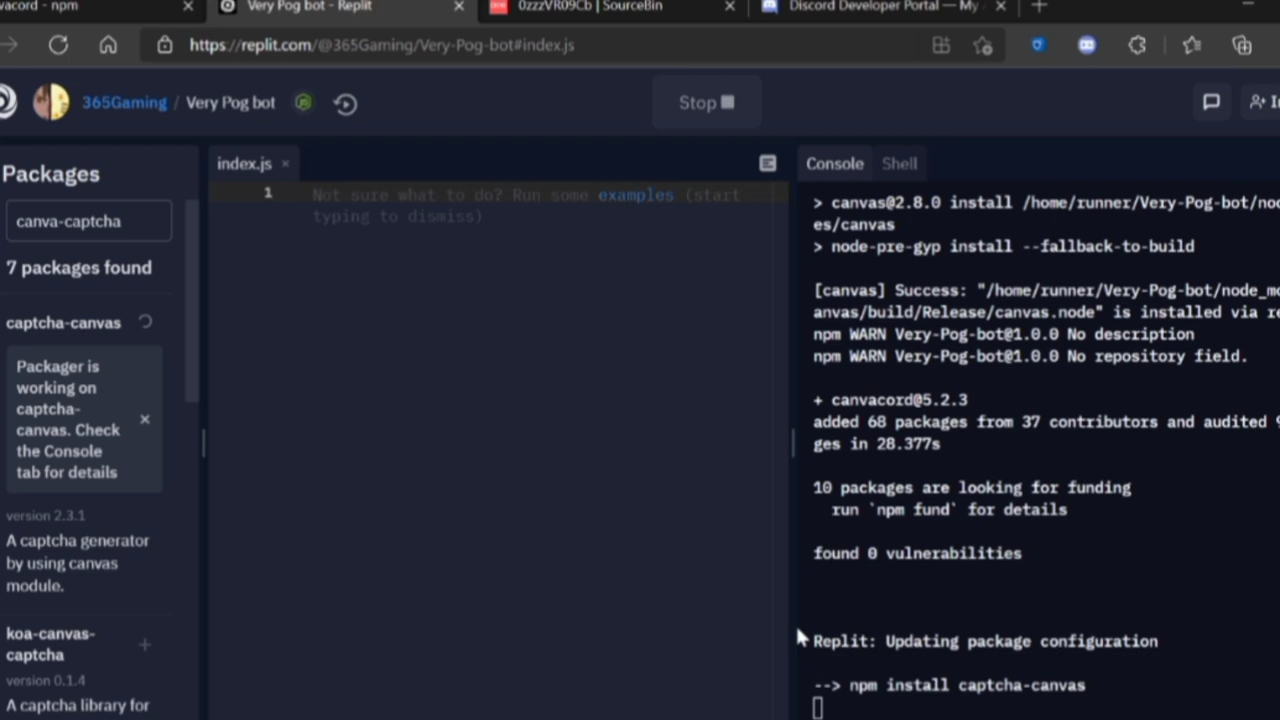 vacord - npm
Very Pog bot - Replit
0zzzVR09Cb | SourceBin
Discord Developer Portal — My
https://replit.com/@365Gaming/Very-Pog-bot#index.js
365Gaming / Very Pog bot
Stop
Packages
canva-captcha
7 packages found
captcha-canvas
Packager is
working on
captcha-
canvas. Check
the Console
tab for details
version 2.3.1
A captcha generator
by using canvas
module.
koa-canvas-
captcha
version 0.1.4
A captcha library for
index.js
1
Not sure what to do? Run some examples (start
typing to dismiss)
Console
Shell
> canvas@2.8.0 install /home/runner/Very-Pog-bot/nod
es/canvas
> node-pre-gyp install --fallback-to-build
[canvas] Success: "/home/runner/Very-Pog-bot/node_mo
anvas/build/Release/canvas.node" is installed via re
npm WARN Very-Pog-bot@1.0.0 No description
npm WARN Very-Pog-bot@1.0.0 No repository field.
+ canvacord@5.2.3
added 68 packages from 37 contributors and audited 9
ges in 28.377s
10 packages are looking for funding
run `npm fund` for details
found 0 vulnerabilities
Replit: Updating package configuration
--> npm install captcha-canvas